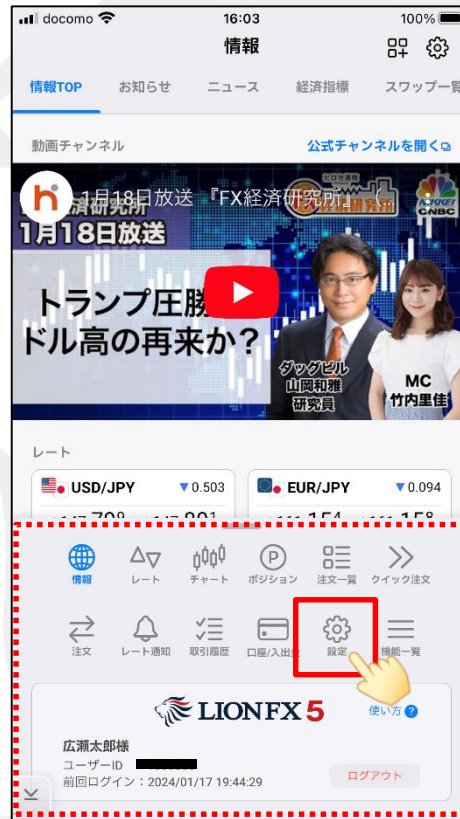 docomo 16:03 100%
情報
情報TOP お知らせ ニュース 経済指標 スワップ一覧
動画チャンネル 公式チャンネルを開く
1月18日放送 『FX経済研究所』
1月18日放送
トランプ圧勝
ドル高の再来か?
ダッグビル
山岡和雅
研究員
MC
竹内里佳
レート
USD/JPY ▼0.503 EUR/JPY ▼0.094
情報 レート チャート ポジション 注文一覧 クイック注文
注文 レート通知 取引履歴 口座/入出金 設定 機能一覧
LION FX 5 使い方?
広瀬太郎様
ユーザーID
前回ログイン:2024/01/17 19:44:29
ログアウト